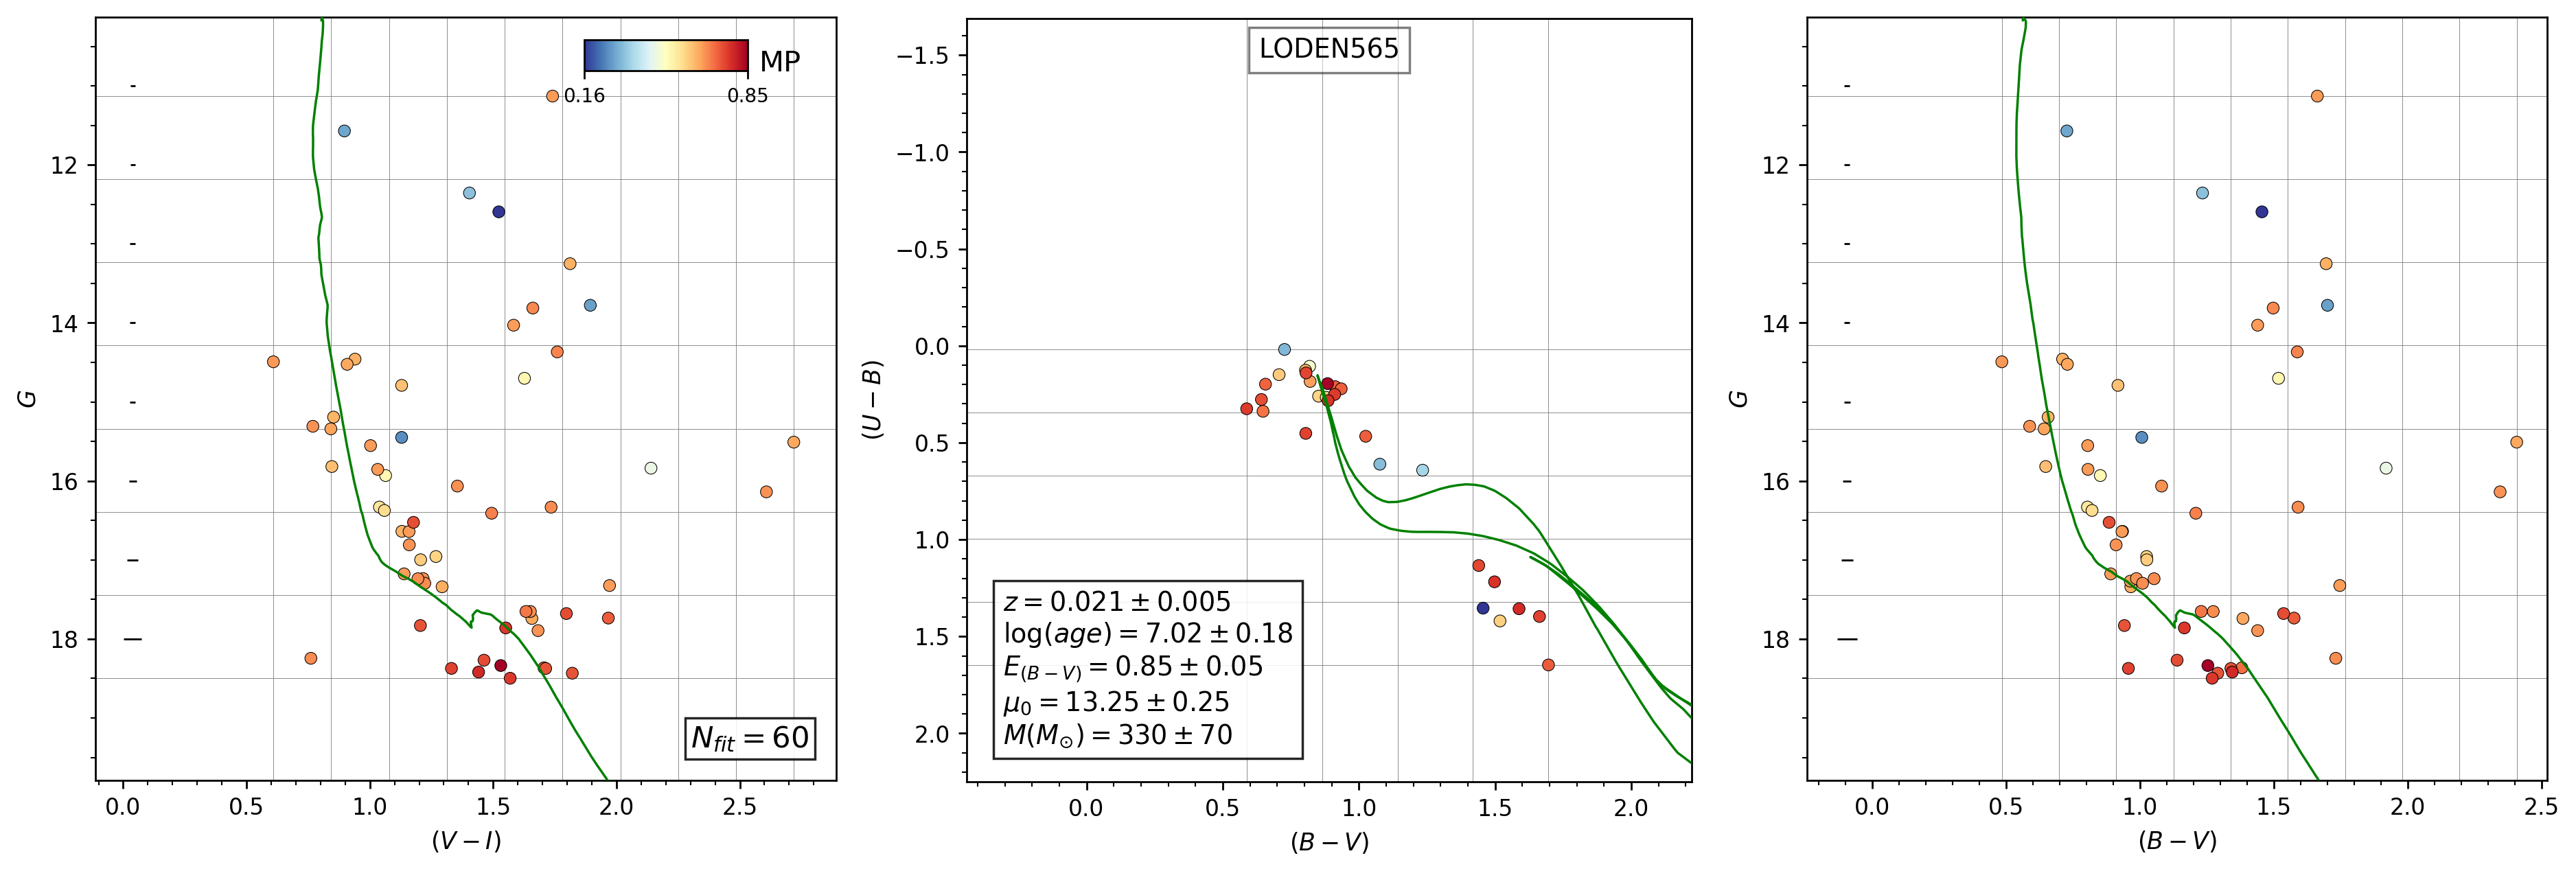 MP
0.16 0.85
12
14
16
18
G
N_fit = 60
0.0 0.5 1.0 1.5 2.0 2.5
(V − I)
LODEN565
−1.5
−1.0
−0.5
0.0
0.5
1.0
1.5
2.0
(U − B)
z = 0.021 ± 0.005
log(age) = 7.02 ± 0.18
E_(B−V) = 0.85 ± 0.05
μ₀ = 13.25 ± 0.25
M(M_⊙) = 330 ± 70
0.0 0.5 1.0 1.5 2.0
(B − V)
12
14
16
18
G
0.0 0.5 1.0 1.5 2.0 2.5
(B − V)